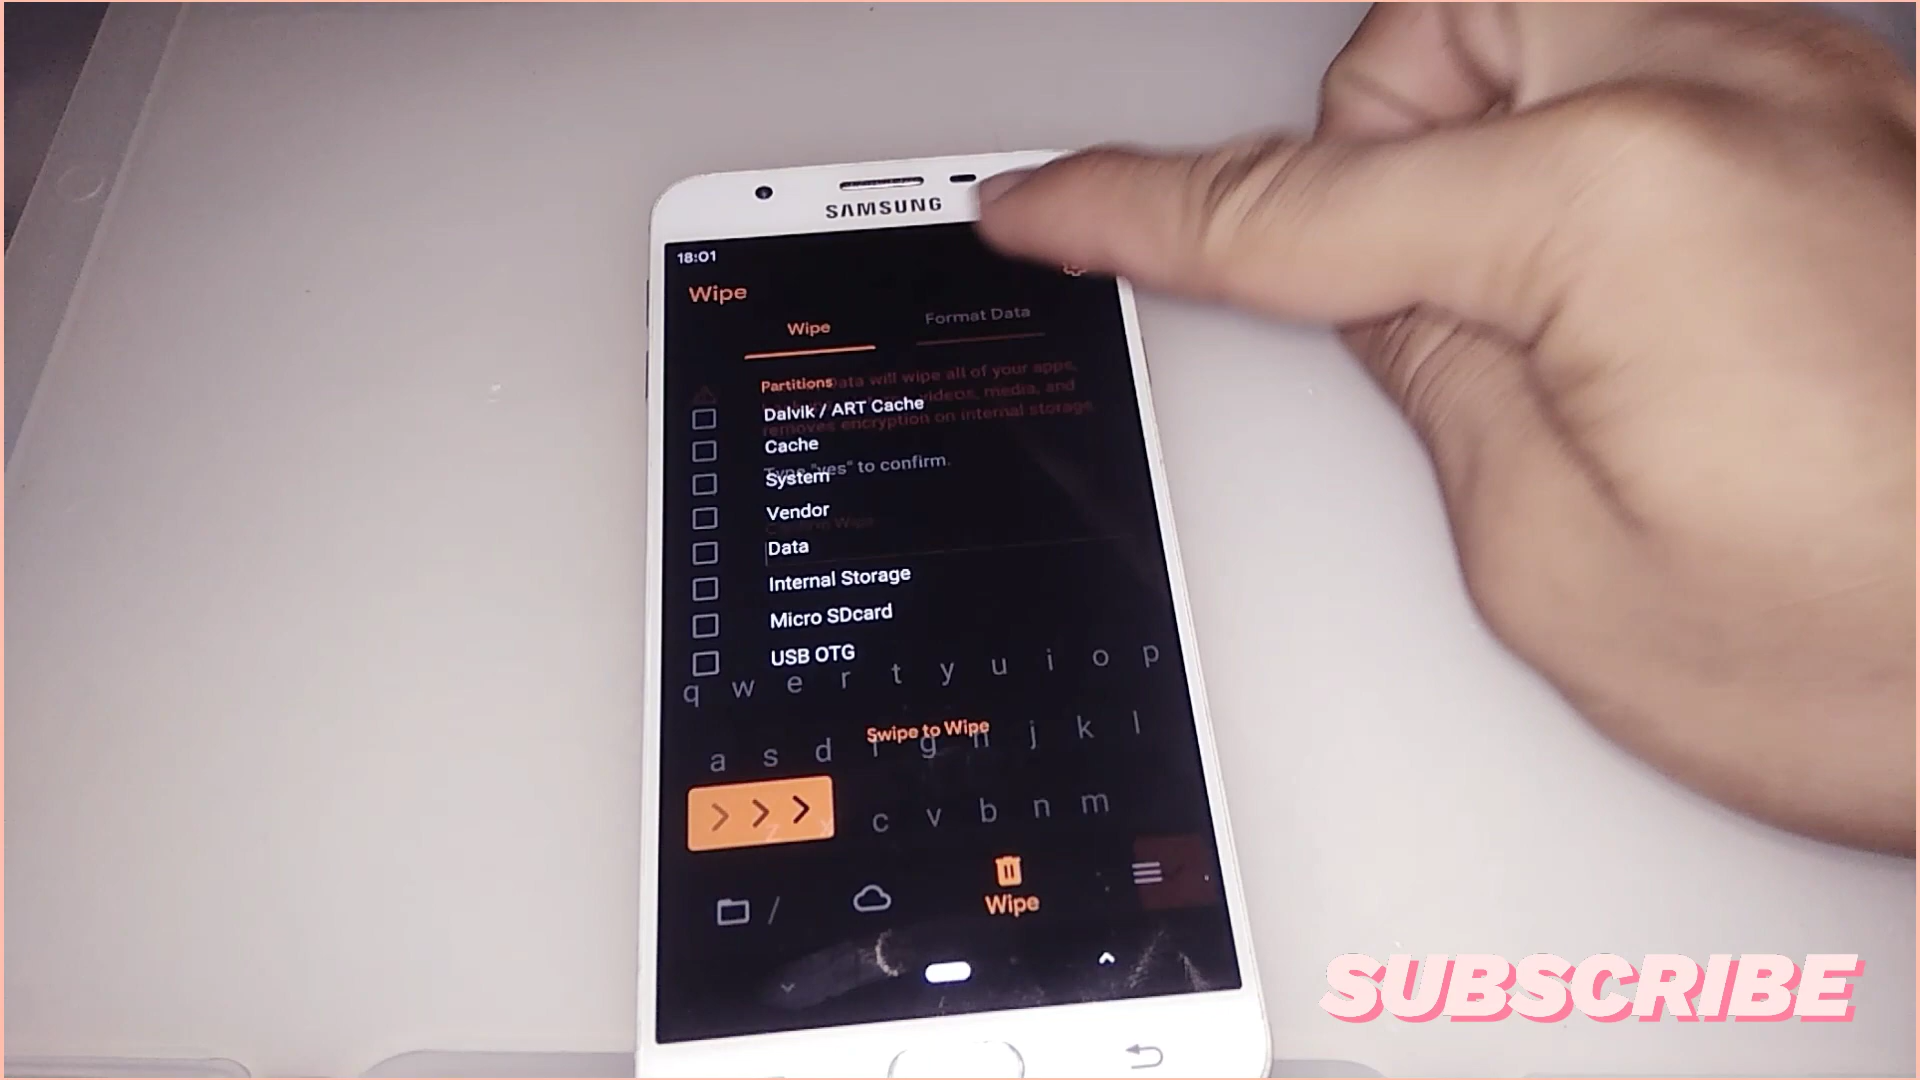 SAMSUNG
18:01
Wipe
Wipe
Format Data
Partitions
data will wipe all of your apps,
videos, media, and
removes encryption on internal storage.
Dalvik / ART Cache
Cache
Type "yes" to confirm.
System
Vendor
Data
Internal Storage
Micro SDcard
USB OTG
q w e r t y u i o p
Swipe to Wipe
a s d f g h j k l
z x c v b n m
/
Wipe
SUBSCRIBE